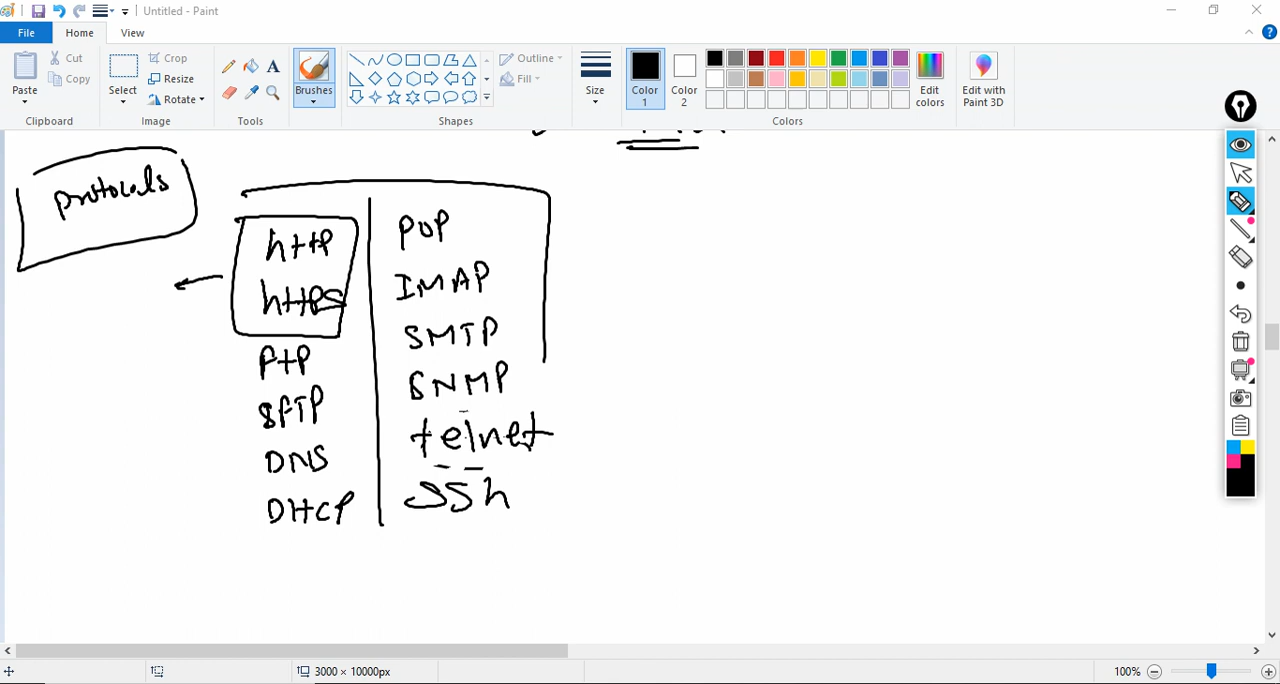 Untitled - Paint
File Home View
Paste
Cut
Copy
Clipboard
Select
Crop
Resize
Rotate
Image
A
Tools
Brushes
Outline
Fill
Shapes
Size
Color 1
Color 2
Edit colors
Edit with Paint 3D
Colors
protocols
http
https
ftp
SFTP
DNS
DHCP
POP
IMAP
SMTP
SNMP
telnet
ssh
3000 × 10000px
100%